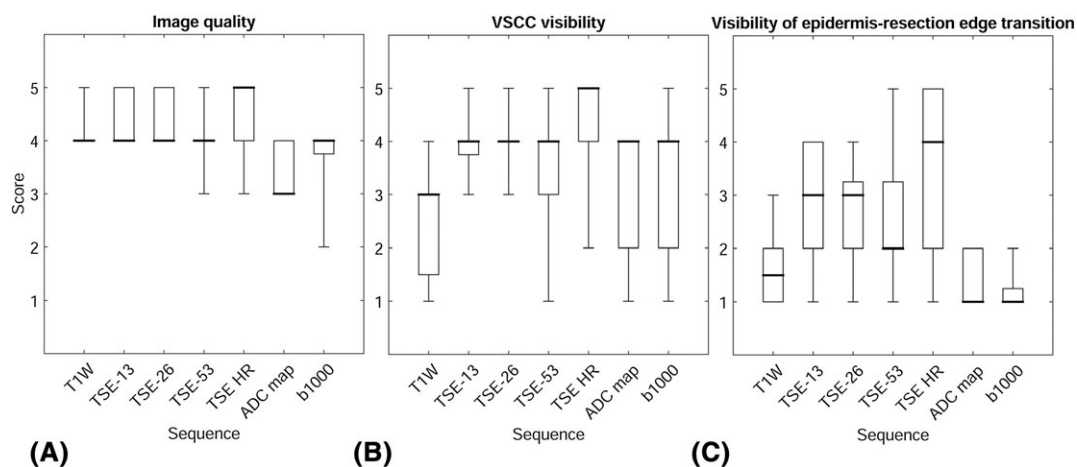 Image quality
Score
5
4
3
2
1
T1W
TSE-13
TSE-26
TSE-53
TSE HR
ADC map
b1000
Sequence
(A)
VSCC visibility
5
4
3
2
1
T1W
TSE-13
TSE-26
TSE-53
TSE HR
ADC map
b1000
Sequence
(B)
Visibility of epidermis-resection edge transition
5
4
3
2
1
T1W
TSE-13
TSE-26
TSE-53
TSE HR
ADC map
b1000
Sequence
(C)